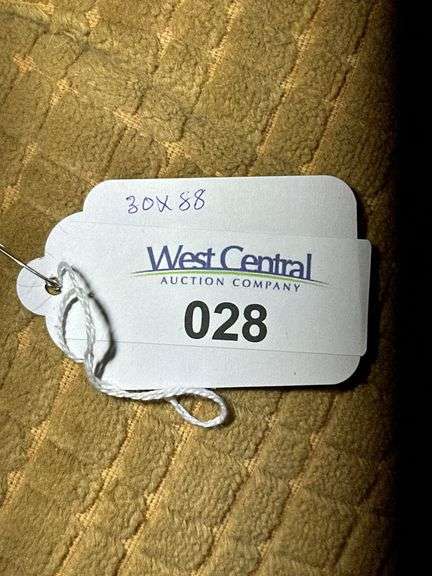 30x88
West Central
AUCTION COMPANY
028